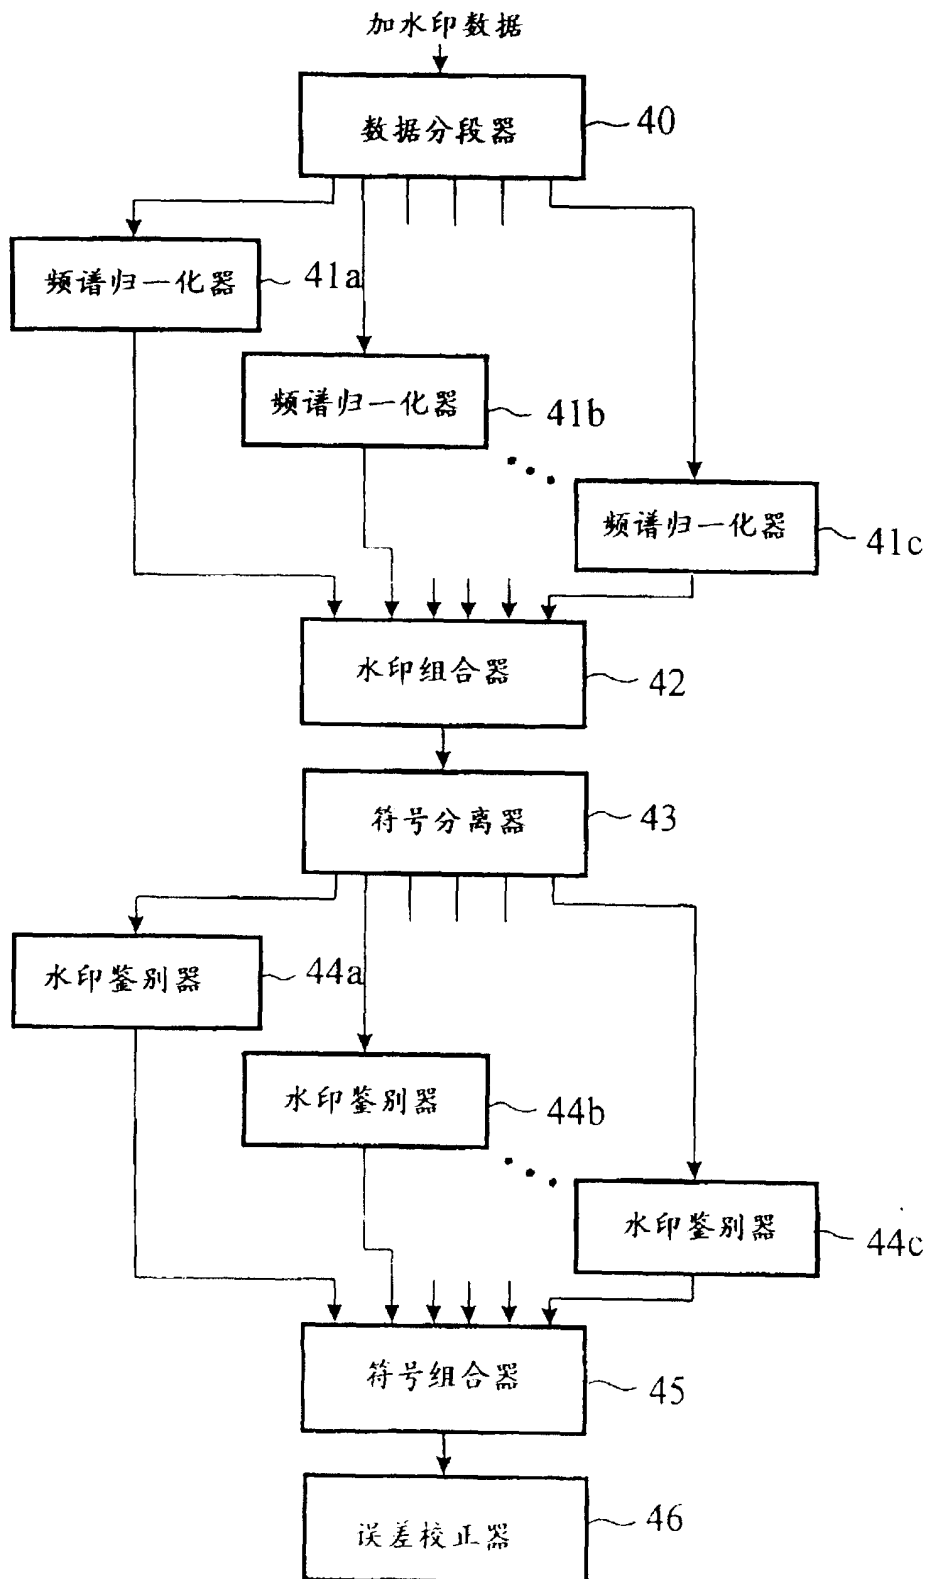 加水印数据
数据分段器
40
频谱归一化器
41a
频谱归一化器
41b
频谱归一化器
41c
水印组合器
42
符号分离器
43
水印鉴别器
44a
水印鉴别器
44b
水印鉴别器
44c
符号组合器
45
误差校正器
46